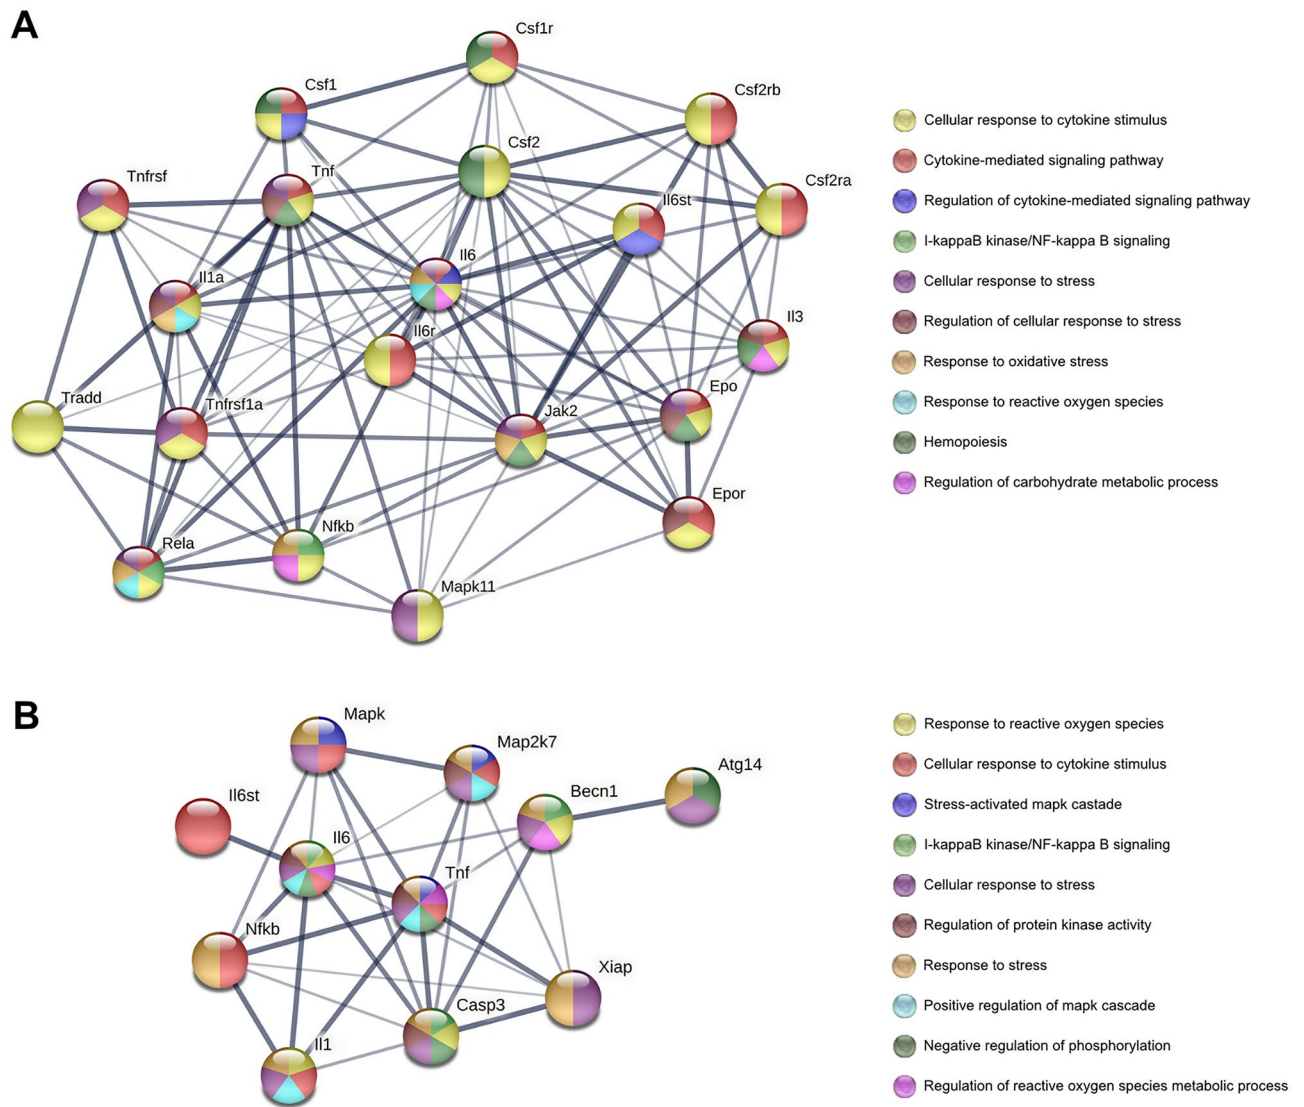 A
Csf1r
Csf1
Csf2rb
Csf2
Tnfrsf
Tnf
Csf2ra
Il6st
Il6
Il1a
Il3
Il6r
Tradd
Tnfrsf1a
Epo
Jak2
Epor
Nfkb
Rela
Mapk11
Cellular response to cytokine stimulus
Cytokine-mediated signaling pathway
Regulation of cytokine-mediated signaling pathway
I-kappaB kinase/NF-kappa B signaling
Cellular response to stress
Regulation of cellular response to stress
Response to oxidative stress
Response to reactive oxygen species
Hemopoiesis
Regulation of carbohydrate metabolic process
B
Mapk
Map2k7
Atg14
Becn1
Il6st
Il6
Tnf
Nfkb
Xiap
Casp3
Il1
Response to reactive oxygen species
Cellular response to cytokine stimulus
Stress-activated mapk castade
I-kappaB kinase/NF-kappa B signaling
Cellular response to stress
Regulation of protein kinase activity
Response to stress
Positive regulation of mapk cascade
Negative regulation of phosphorylation
Regulation of reactive oxygen species metabolic process